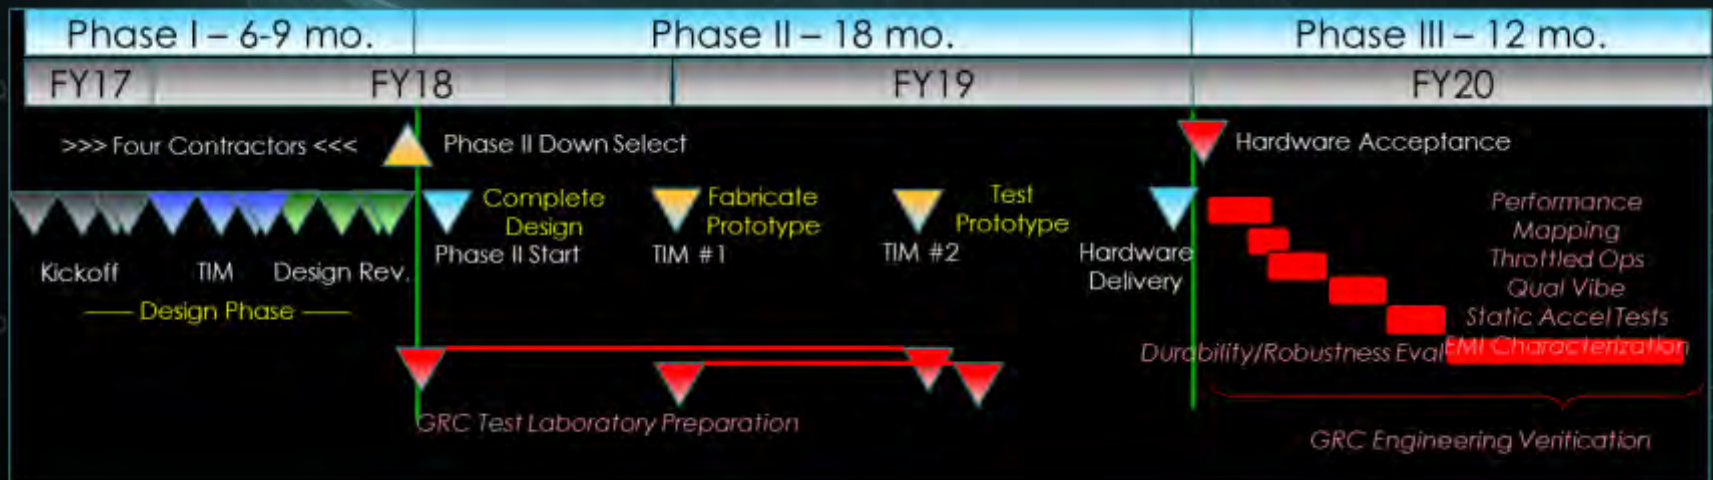 Phase I – 6-9 mo.
Phase II – 18 mo.
Phase III – 12 mo.
FY17
FY18
FY19
FY20
>>> Four Contractors <<<
Phase II Down Select
Hardware Acceptance
Kickoff
TIM
Design Rev.
Design Phase
Complete
Design
Phase II Start
Fabricate
Prototype
TIM #1
Test
Prototype
TIM #2
Hardware
Delivery
Performance
Mapping
Throttled Ops
Qual Vibe
Static Accel Tests
EMI Characterization
Durability/Robustness Eval
GRC Test Laboratory Preparation
GRC Engineering Verification